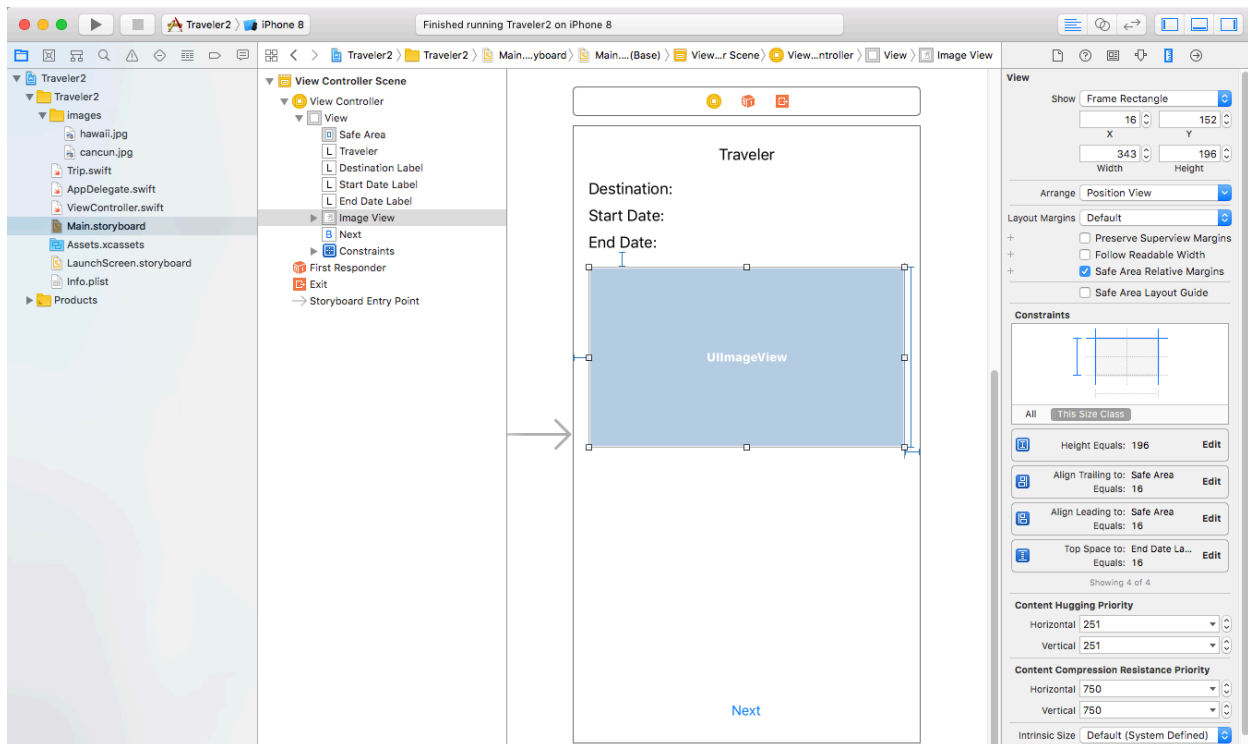 Traveler2 〉 iPhone 8
Finished running Traveler2 on iPhone 8
Traveler2 〉 Traveler2 〉 Main....yboard 〉 Main....(Base) 〉 View...r Scene 〉 View...ntroller 〉 View 〉 Image View
Traveler2
Traveler2
images
hawaii.jpg
cancun.jpg
Trip.swift
AppDelegate.swift
ViewController.swift
Main.storyboard
Assets.xcassets
LaunchScreen.storyboard
Info.plist
Products
View Controller Scene
View Controller
View
Safe Area
L Traveler
L Destination Label
L Start Date Label
L End Date Label
Image View
B Next
Constraints
First Responder
Exit
Storyboard Entry Point
Traveler
Destination:
Start Date:
End Date:
UIImageView
Next
View
Show Frame Rectangle
16 152
X Y
343 196
Width Height
Arrange Position View
Layout Margins Default
Preserve Superview Margins
Follow Readable Width
Safe Area Relative Margins
Safe Area Layout Guide
Constraints
All This Size Class
Height Equals: 196 Edit
Align Trailing to: Safe Area
Equals: 16 Edit
Align Leading to: Safe Area
Equals: 16 Edit
Top Space to: End Date La...
Equals: 16 Edit
Showing 4 of 4
Content Hugging Priority
Horizontal 251
Vertical 251
Content Compression Resistance Priority
Horizontal 750
Vertical 750
Intrinsic Size Default (System Defined)